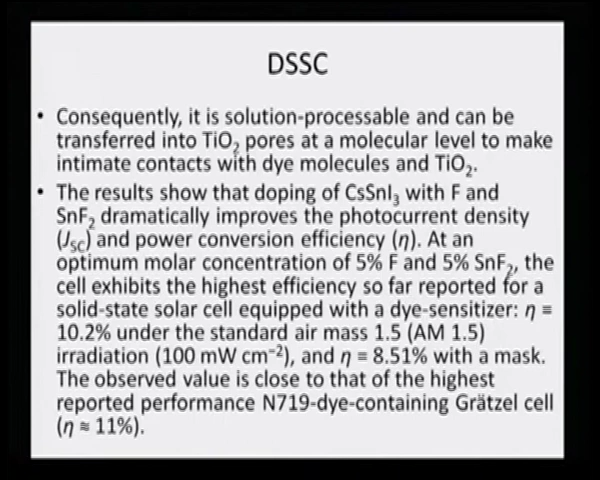 DSSC
• Consequently, it is solution-processable and can be
transferred into TiO₂ pores at a molecular level to make
intimate contacts with dye molecules and TiO₂.
• The results show that doping of CsSnI₃ with F and
SnF₂ dramatically improves the photocurrent density
(J_SC) and power conversion efficiency (η). At an
optimum molar concentration of 5% F and 5% SnF₂, the
cell exhibits the highest efficiency so far reported for a
solid-state solar cell equipped with a dye-sensitizer: η =
10.2% under the standard air mass 1.5 (AM 1.5)
irradiation (100 mW cm⁻²), and η = 8.51% with a mask.
The observed value is close to that of the highest
reported performance N719-dye-containing Grätzel cell
(η ≈ 11%).